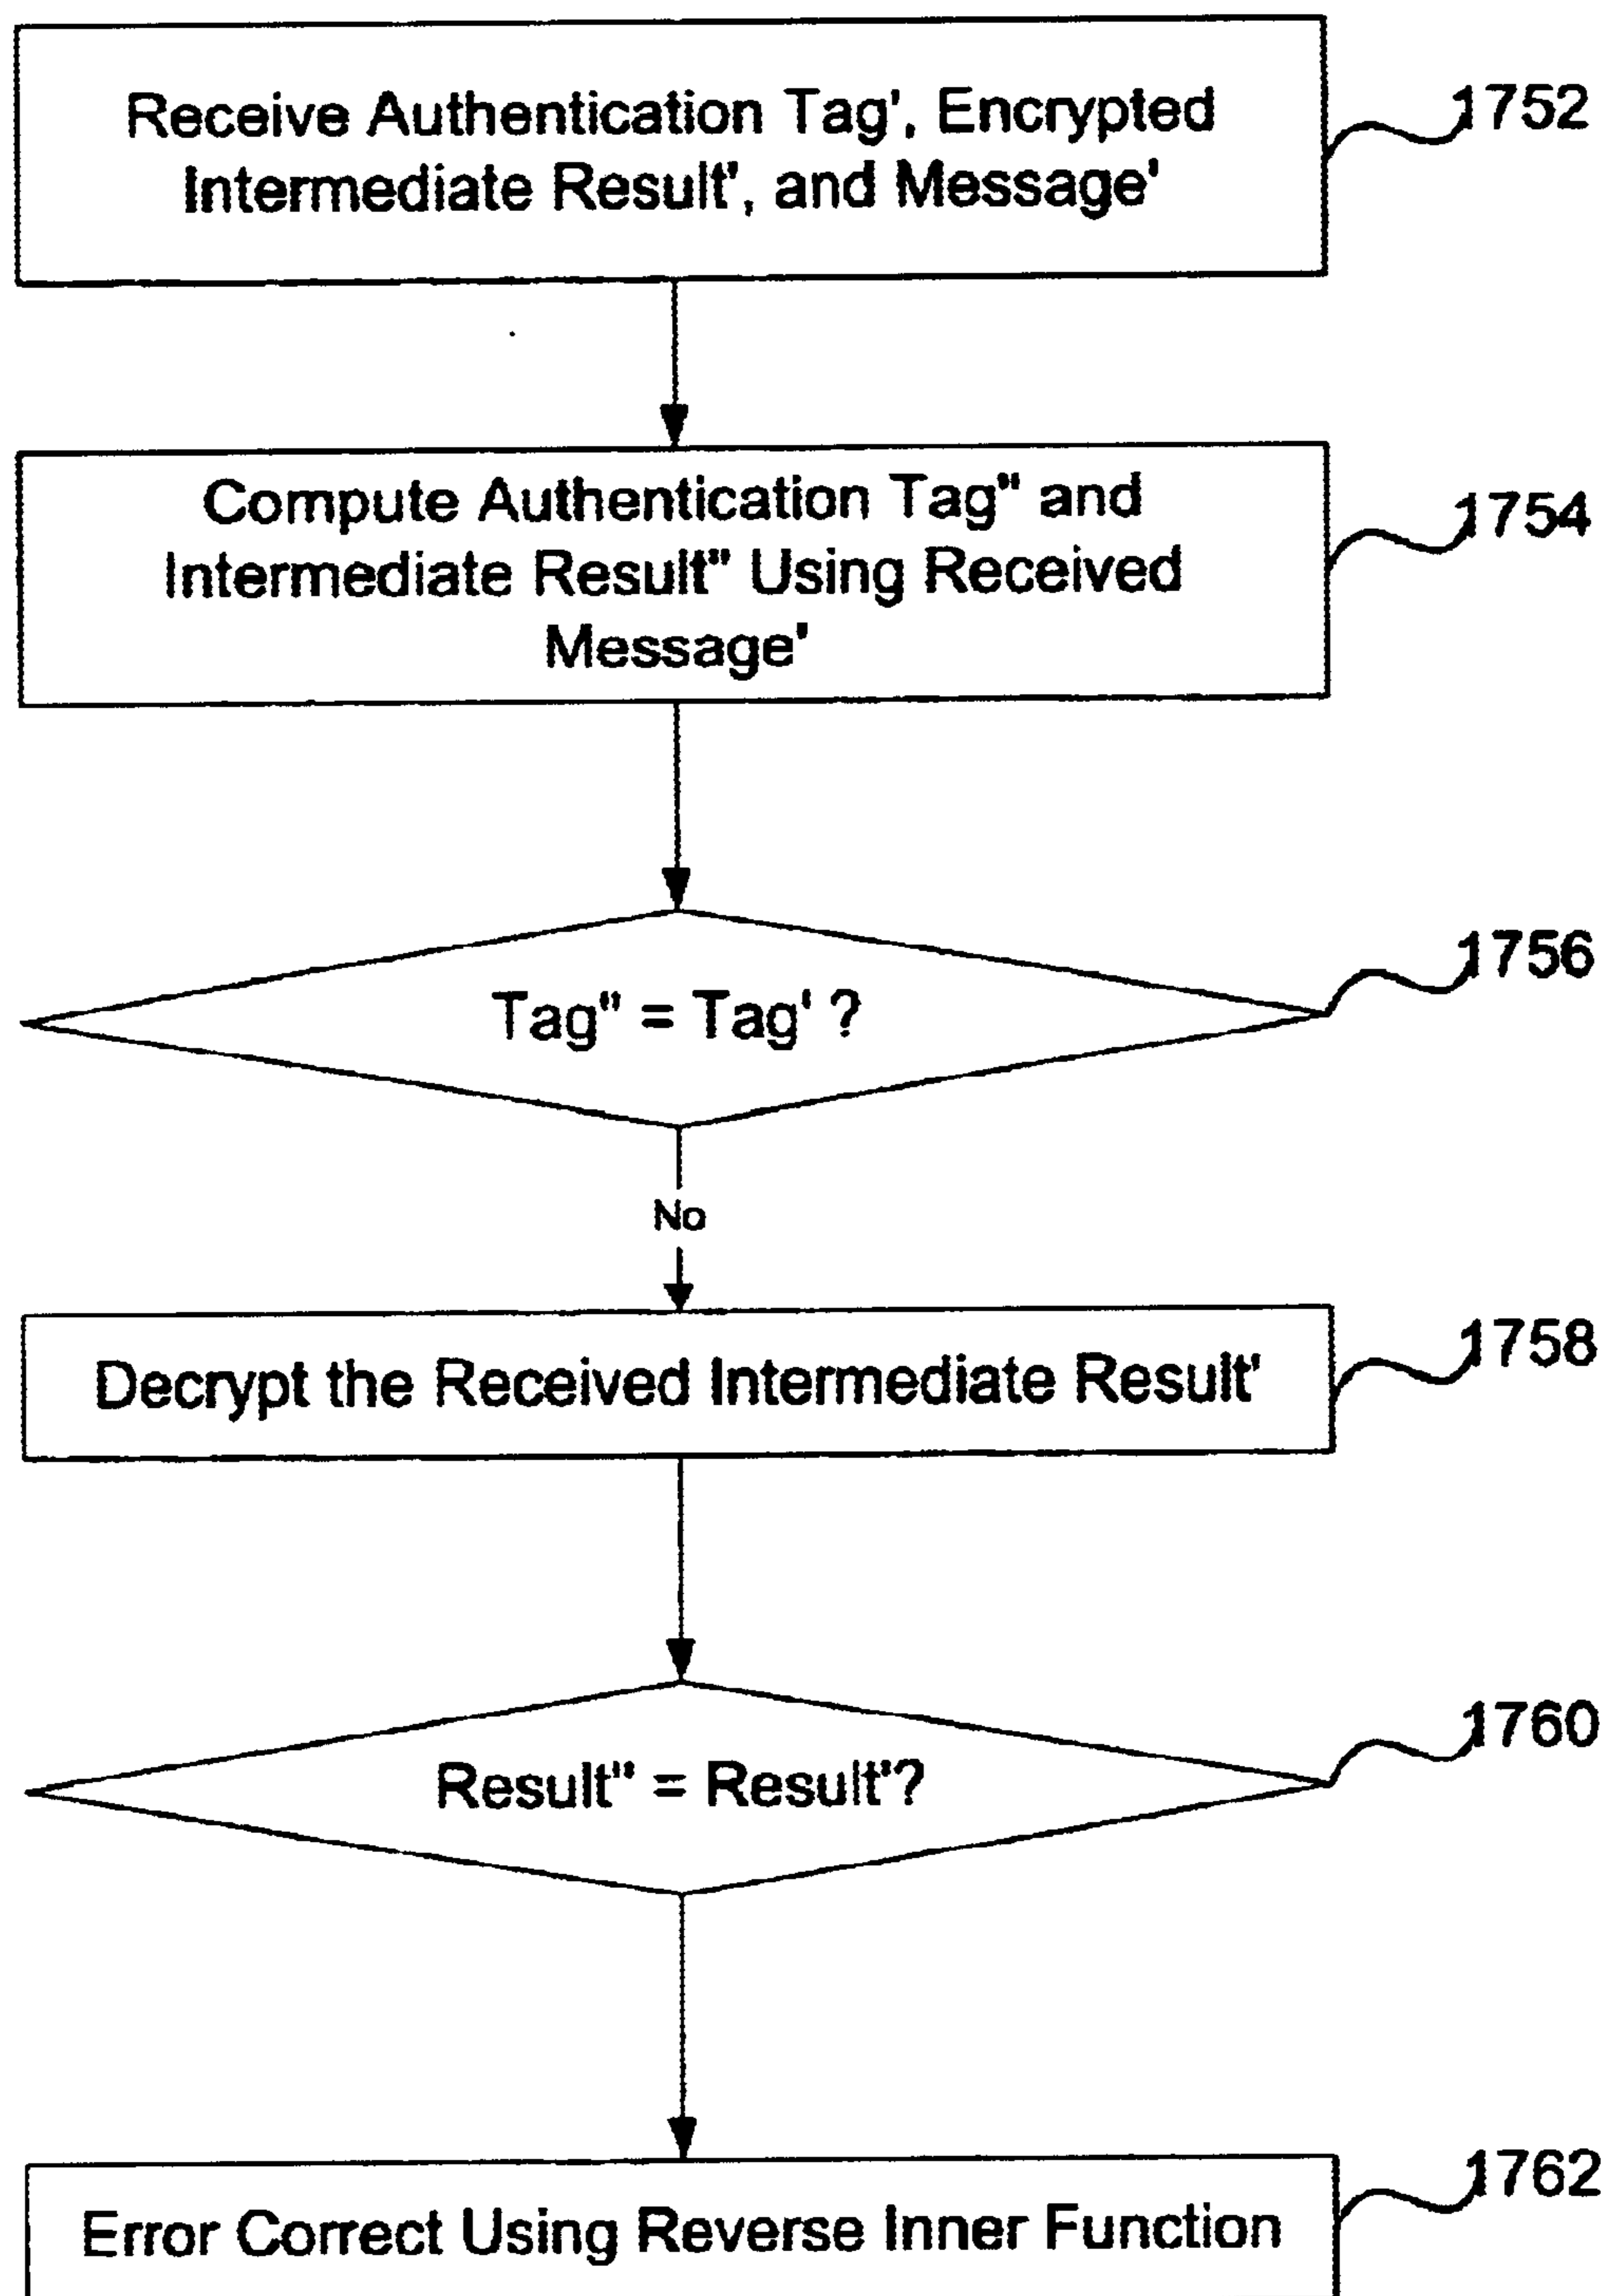 Receive Authentication Tag', Encrypted
Intermediate Result', and Message'
1752
Compute Authentication Tag" and
Intermediate Result" Using Received
Message'
1754
Tag" = Tag' ?
1756
No
Decrypt the Received Intermediate Result'
1758
Result" = Result'?
1760
Error Correct Using Reverse Inner Function
1762